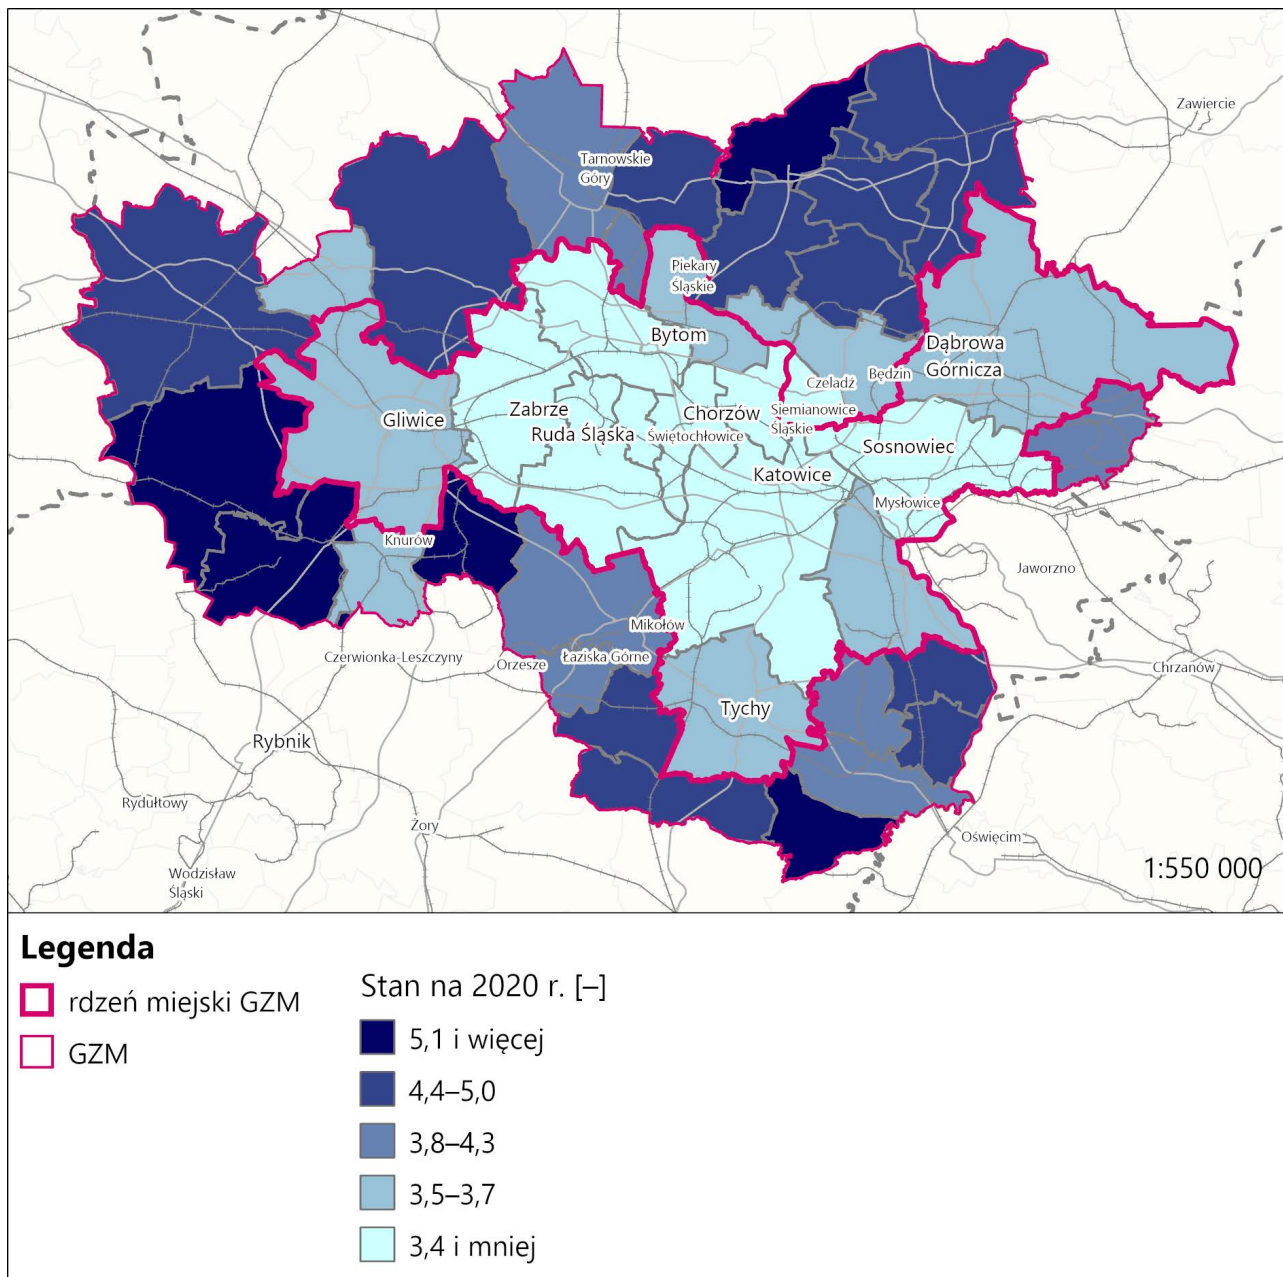 Zawiercie
Tarnowskie
Góry
Piekary
Śląskie
Bytom
Dąbrowa
Górnicza
Będzin
Czeladź
Gliwice
Zabrze
Chorzów
Siemianowice
Śląskie
Ruda Śląska
Świętochłowice
Sosnowiec
Katowice
Mysłowice
Knurów
Jaworzno
Mikołów
Czerwionka-Leszczyny
Orzesze
Łaziska Górne
Chrzanów
Tychy
Rybnik
Rydułtowy
Żory
Oświęcim
Wodzisław
Śląski
1:550 000
Legenda
rdzeń miejski GZM
GZM
Stan na 2020 r. [–]
5,1 i więcej
4,4–5,0
3,8–4,3
3,5–3,7
3,4 i mniej